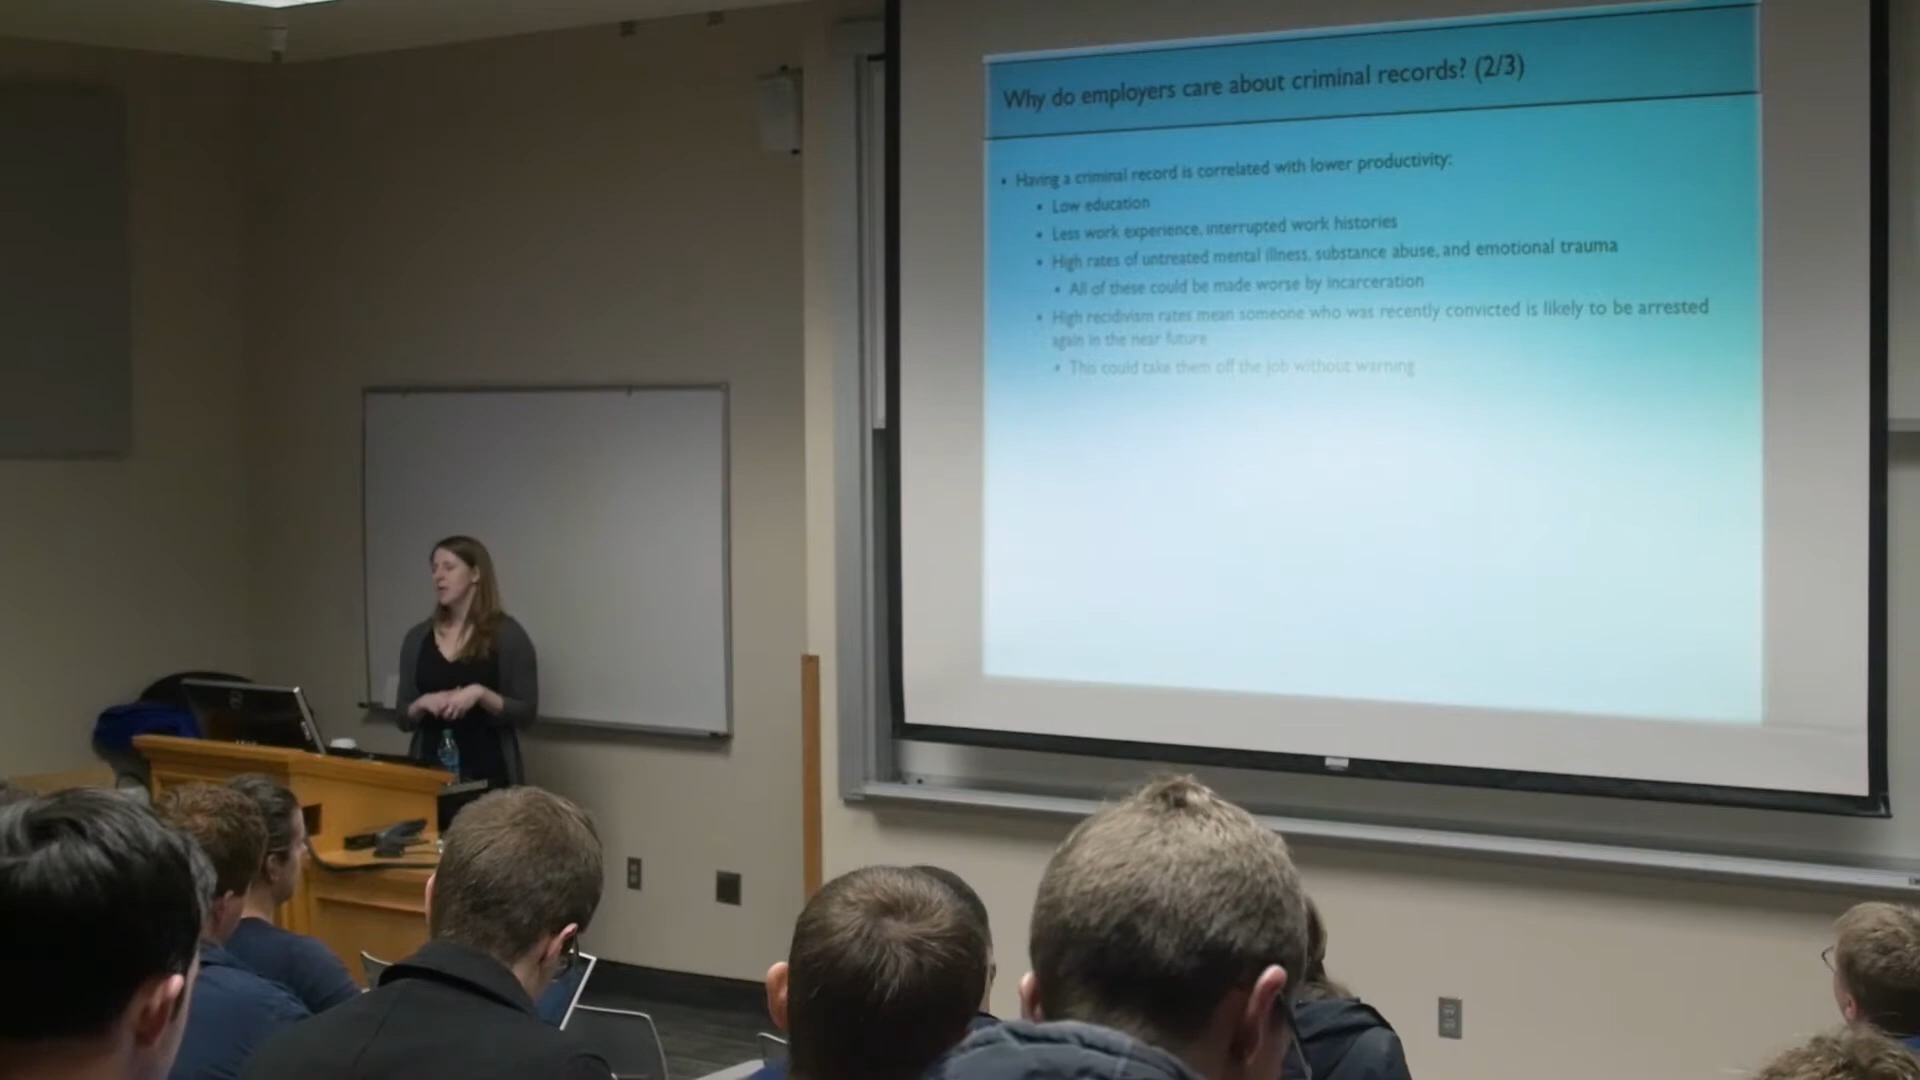 Why do employers care about criminal records? (2/3)
• Having a criminal record is correlated with lower productivity:
• Low education
• Less work experience, interrupted work histories
• High rates of untreated mental illness, substance abuse, and emotional trauma
• All of these could be made worse by incarceration
• High recidivism rates mean someone who was recently convicted is likely to be arrested
again in the near future
• This could take them off the job without warning